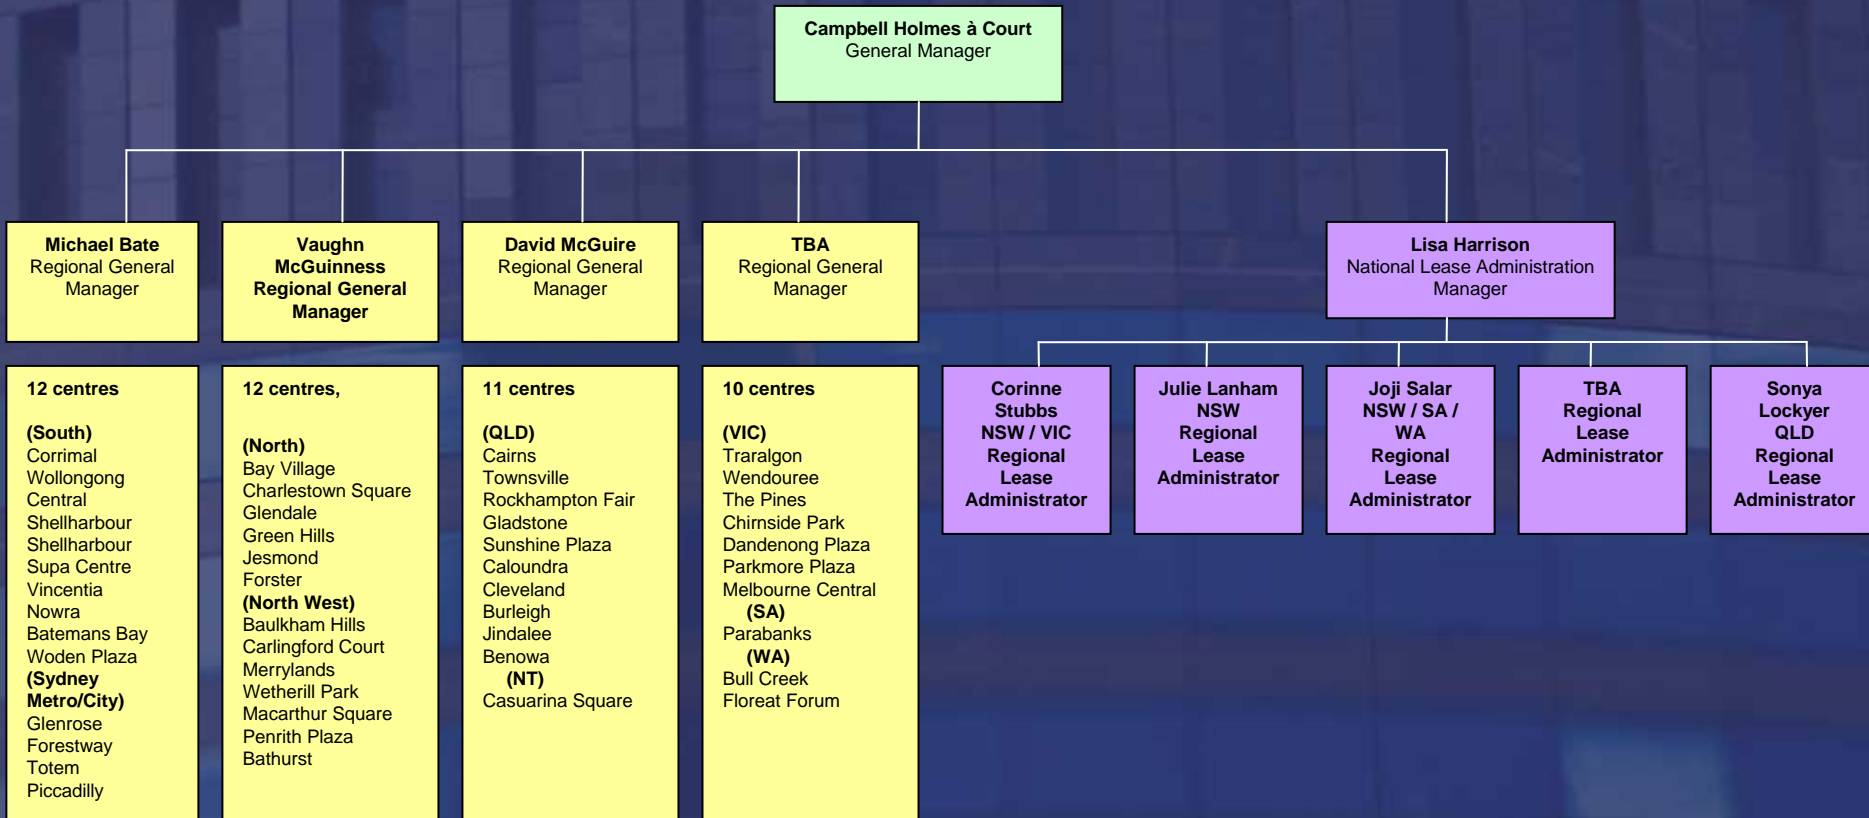 Campbell Holmes à Court
General Manager
Michael Bate
Regional General
Manager
Vaughn
McGuinness
Regional General
Manager
David McGuire
Regional General
Manager
TBA
Regional General
Manager
Lisa Harrison
National Lease Administration
Manager
12 centres
(South)
Corrimal
Wollongong
Central
Shellharbour
Shellharbour
Supa Centre
Vincentia
Nowra
Batemans Bay
Woden Plaza
(Sydney
Metro/City)
Glenrose
Forestway
Totem
Piccadilly
12 centres,
(North)
Bay Village
Charlestown Square
Glendale
Green Hills
Jesmond
Forster
(North West)
Baulkham Hills
Carlingford Court
Merrylands
Wetherill Park
Macarthur Square
Penrith Plaza
Bathurst
11 centres
(QLD)
Cairns
Townsville
Rockhampton Fair
Gladstone
Sunshine Plaza
Caloundra
Cleveland
Burleigh
Jindalee
Benowa
(NT)
Casuarina Square
10 centres
(VIC)
Traralgon
Wendouree
The Pines
Chirnside Park
Dandenong Plaza
Parkmore Plaza
Melbourne Central
(SA)
Parabanks
(WA)
Bull Creek
Floreat Forum
Corinne
Stubbs
NSW / VIC
Regional
Lease
Administrator
Julie Lanham
NSW
Regional
Lease
Administrator
Joji Salar
NSW / SA /
WA
Regional
Lease
Administrator
TBA
Regional
Lease
Administrator
Sonya
Lockyer
QLD
Regional
Lease
Administrator